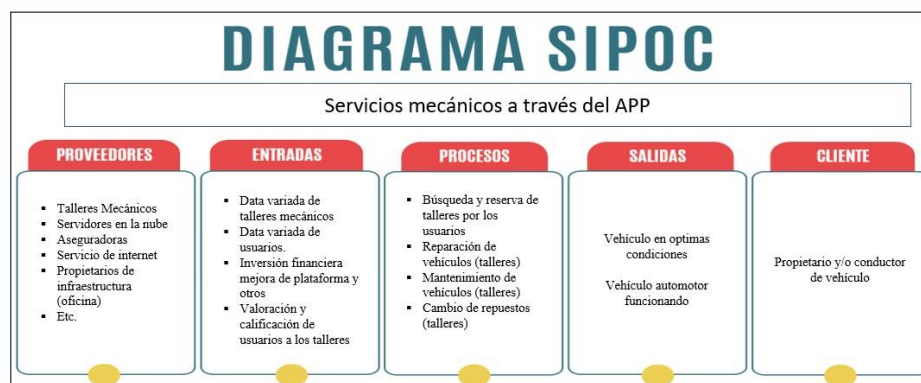 DIAGRAMA SIPOC
Servicios mecánicos a través del APP
PROVEEDORES
▪ Talleres Mecánicos
▪ Servidores en la nube
▪ Aseguradoras
▪ Servicio de internet
▪ Propietarios de
infraestructura
(oficina)
▪ Etc.
ENTRADAS
▪ Data variada de
talleres mecánicos
▪ Data variada de
usuarios.
▪ Inversión financiera
mejora de plataforma y
otros
▪ Valoración y
calificación de
usuarios a los talleres
PROCESOS
▪ Búsqueda y reserva de
talleres por los
usuarios
▪ Reparación de
vehículos (talleres)
▪ Mantenimiento de
vehículos (talleres)
▪ Cambio de repuestos
(talleres)
SALIDAS
Vehículo en optimas
condiciones
Vehículo automotor
funcionando
CLIENTE
Propietario y/o conductor
de vehículo